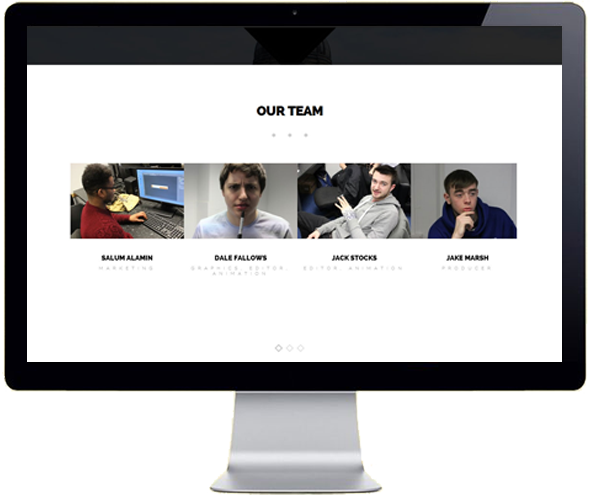 OUR TEAM
SALUM ALAMIN
MARKETING
DALE FALLOWS
GRAPHICS, EDITOR,
ANIMATION
JACK STOCKS
EDITOR, ANIMATION
JAKE MARSH
PRODUCER